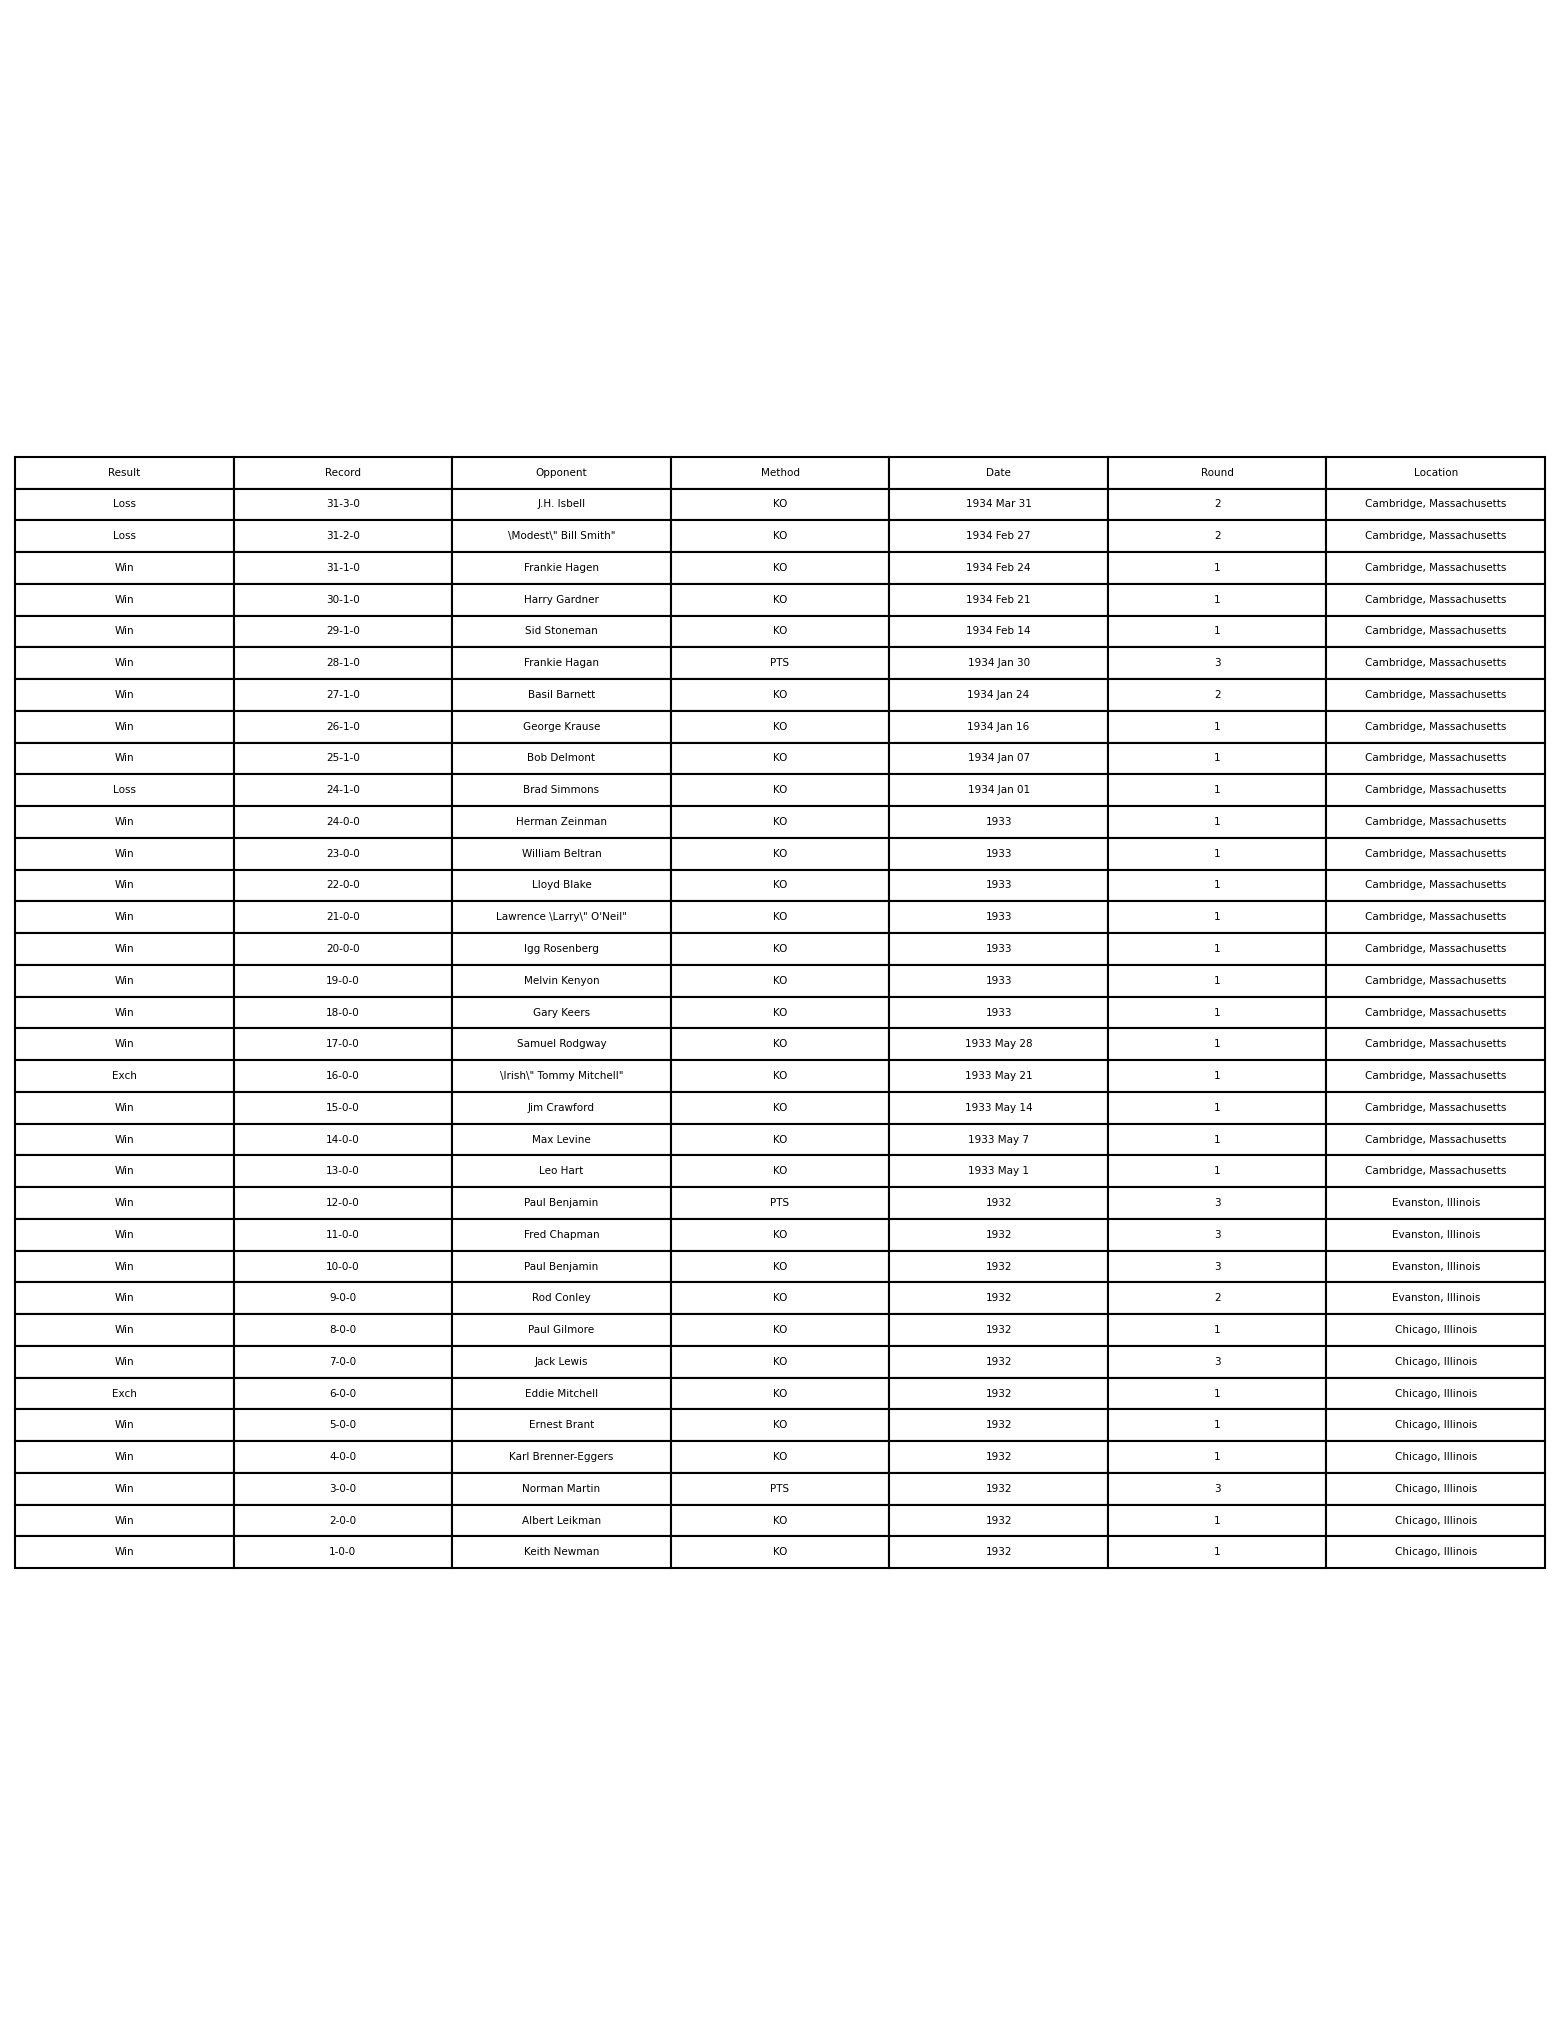 Result Record Opponent Method Date Round Location
Loss 31-3-0 J.H. Isbell KO 1934 Mar 31 2 Cambridge, Massachusetts
Loss 31-2-0 \Modest\" Bill Smith" KO 1934 Feb 27 2 Cambridge, Massachusetts
Win 31-1-0 Frankie Hagen KO 1934 Feb 24 1 Cambridge, Massachusetts
Win 30-1-0 Harry Gardner KO 1934 Feb 21 1 Cambridge, Massachusetts
Win 29-1-0 Sid Stoneman KO 1934 Feb 14 1 Cambridge, Massachusetts
Win 28-1-0 Frankie Hagan PTS 1934 Jan 30 3 Cambridge, Massachusetts
Win 27-1-0 Basil Barnett KO 1934 Jan 24 2 Cambridge, Massachusetts
Win 26-1-0 George Krause KO 1934 Jan 16 1 Cambridge, Massachusetts
Win 25-1-0 Bob Delmont KO 1934 Jan 07 1 Cambridge, Massachusetts
Loss 24-1-0 Brad Simmons KO 1934 Jan 01 1 Cambridge, Massachusetts
Win 24-0-0 Herman Zeinman KO 1933 1 Cambridge, Massachusetts
Win 23-0-0 William Beltran KO 1933 1 Cambridge, Massachusetts
Win 22-0-0 Lloyd Blake KO 1933 1 Cambridge, Massachusetts
Win 21-0-0 Lawrence \Larry\" O'Neil" KO 1933 1 Cambridge, Massachusetts
Win 20-0-0 Igg Rosenberg KO 1933 1 Cambridge, Massachusetts
Win 19-0-0 Melvin Kenyon KO 1933 1 Cambridge, Massachusetts
Win 18-0-0 Gary Keers KO 1933 1 Cambridge, Massachusetts
Win 17-0-0 Samuel Rodgway KO 1933 May 28 1 Cambridge, Massachusetts
Exch 16-0-0 \Irish\" Tommy Mitchell" KO 1933 May 21 1 Cambridge, Massachusetts
Win 15-0-0 Jim Crawford KO 1933 May 14 1 Cambridge, Massachusetts
Win 14-0-0 Max Levine KO 1933 May 7 1 Cambridge, Massachusetts
Win 13-0-0 Leo Hart KO 1933 May 1 1 Cambridge, Massachusetts
Win 12-0-0 Paul Benjamin PTS 1932 3 Evanston, Illinois
Win 11-0-0 Fred Chapman KO 1932 3 Evanston, Illinois
Win 10-0-0 Paul Benjamin KO 1932 3 Evanston, Illinois
Win 9-0-0 Rod Conley KO 1932 2 Evanston, Illinois
Win 8-0-0 Paul Gilmore KO 1932 1 Chicago, Illinois
Win 7-0-0 Jack Lewis KO 1932 3 Chicago, Illinois
Exch 6-0-0 Eddie Mitchell KO 1932 1 Chicago, Illinois
Win 5-0-0 Ernest Brant KO 1932 1 Chicago, Illinois
Win 4-0-0 Karl Brenner-Eggers KO 1932 1 Chicago, Illinois
Win 3-0-0 Norman Martin PTS 1932 3 Chicago, Illinois
Win 2-0-0 Albert Leikman KO 1932 1 Chicago, Illinois
Win 1-0-0 Keith Newman KO 1932 1 Chicago, Illinois